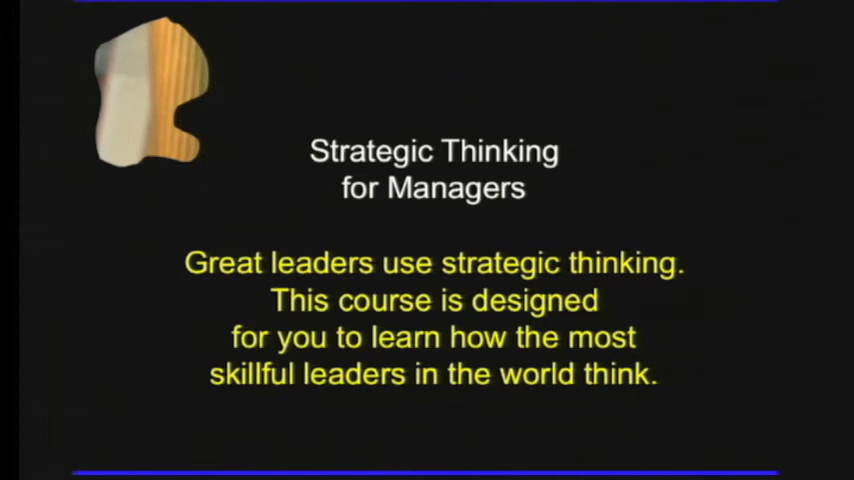 Strategic Thinking
for Managers
Great leaders use strategic thinking.
This course is designed
for you to learn how the most
skillful leaders in the world think.